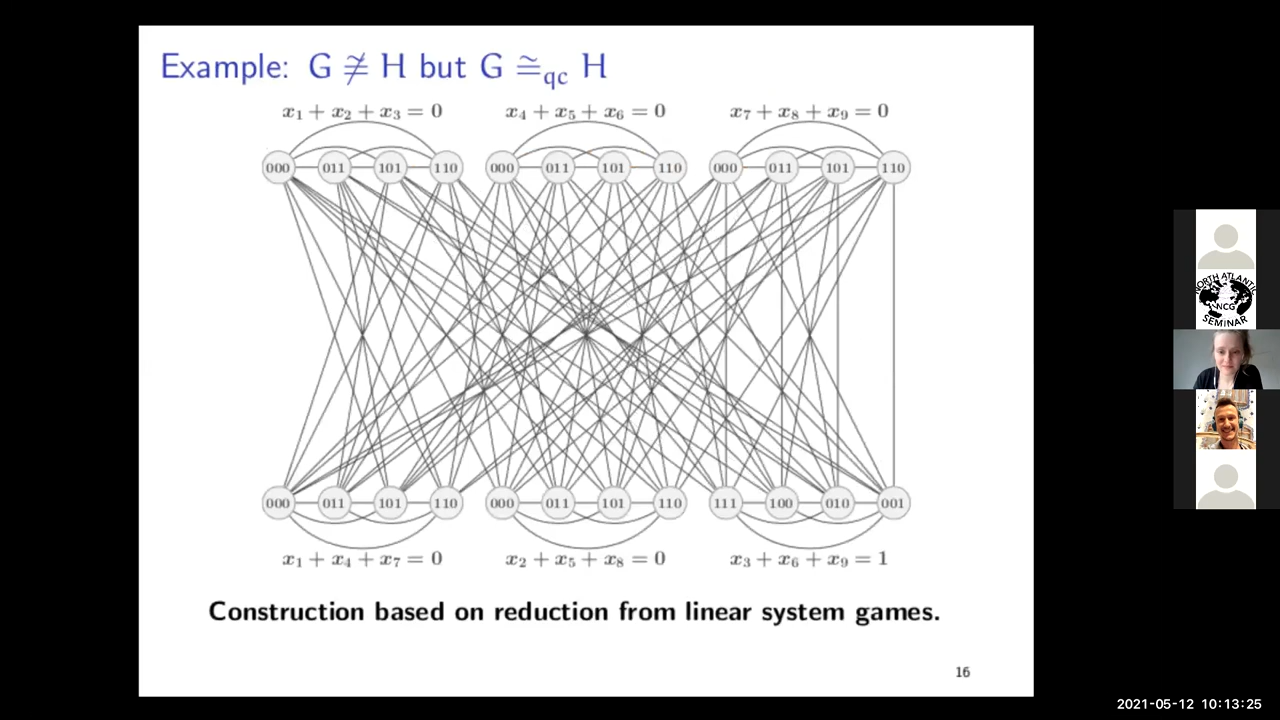 Example: G ≇ H but G ≅qc H
x₁ + x₂ + x₃ = 0 x₄ + x₅ + x₆ = 0 x₇ + x₈ + x₉ = 0
000 011 101 110 000 011 101 110 000 011 101 110
000 011 101 110 000 011 101 110 111 100 010 001
x₁ + x₄ + x₇ = 0 x₂ + x₅ + x₈ = 0 x₃ + x₆ + x₉ = 1
Construction based on reduction from linear system games.
16
NORTH ATLANTIC
NCG
SEMINAR
2021-05-12 10:13:25